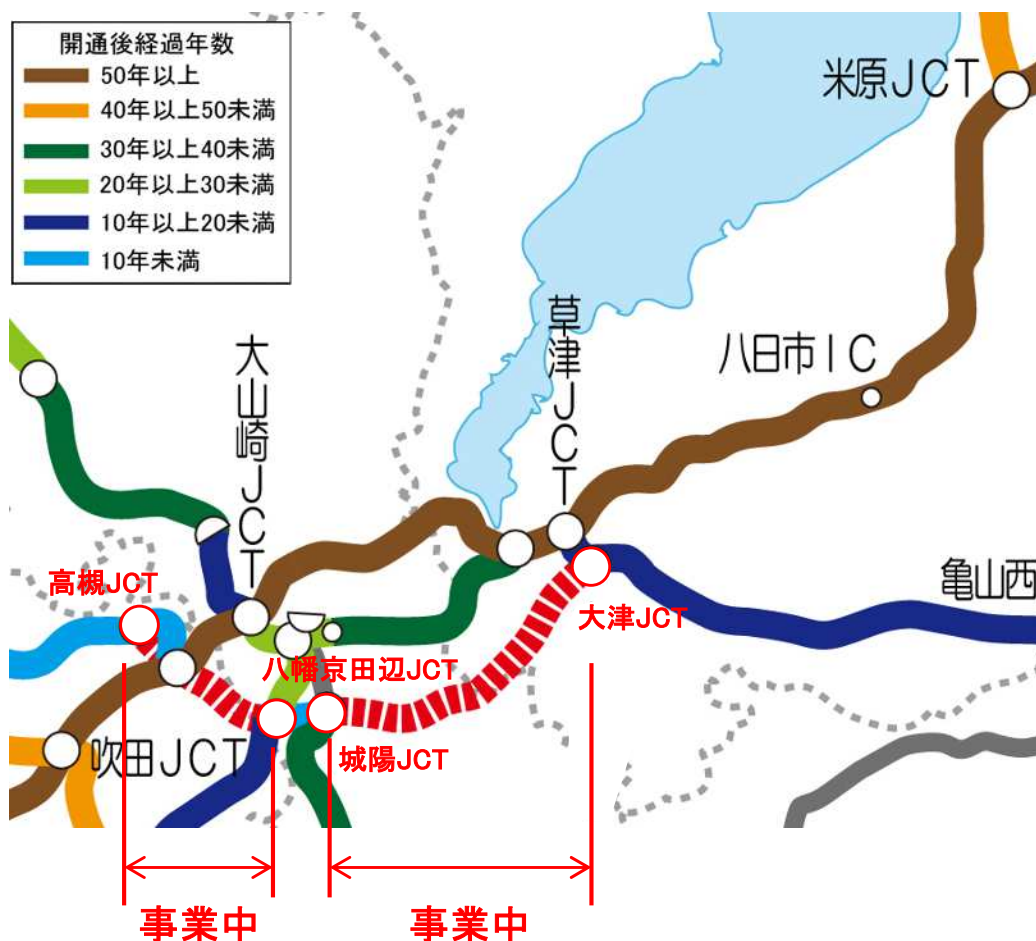 開通後経過年数
50年以上
40年以上50未満
30年以上40未満
20年以上30未満
10年以上20未満
10年未満
米原JCT
草津JCT
八日市IC
大山崎JCT
高槻JCT
亀山西
大津JCT
八幡京田辺JCT
吹田JCT
城陽JCT
事業中
事業中